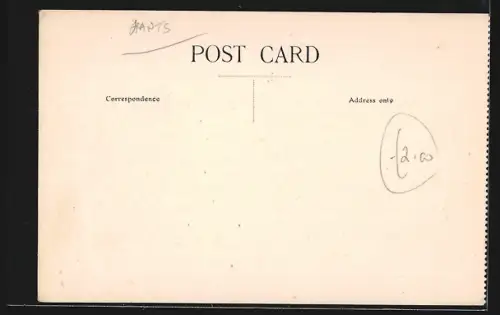 HANTS
POST CARD
Correspondence
Address only
£2.00